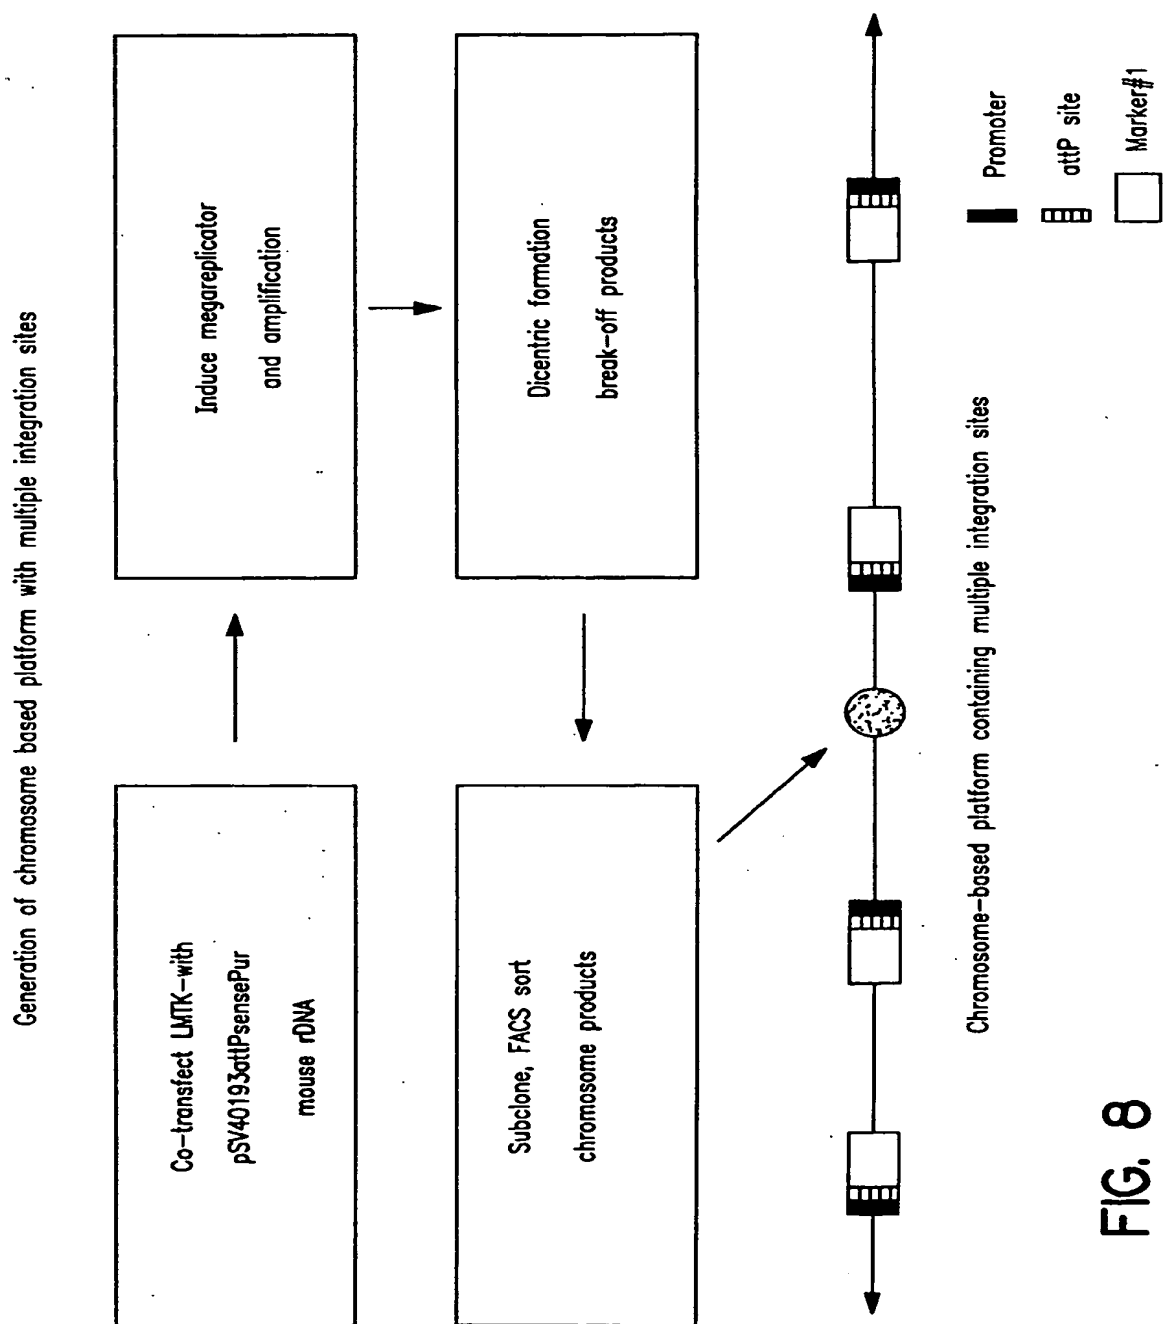 Generation of chromosome based platform with multiple integration sites
Co-transfect LMTK-with
pSV40193attPsensePur
mouse rDNA
Induce megareplicator
and amplification
Subclone, FACS sort
chromosome products
Dicentric formation
break-off products
Chromosome-based platform containing multiple integration sites
Promoter
attP site
Marker#1
FIG. 8